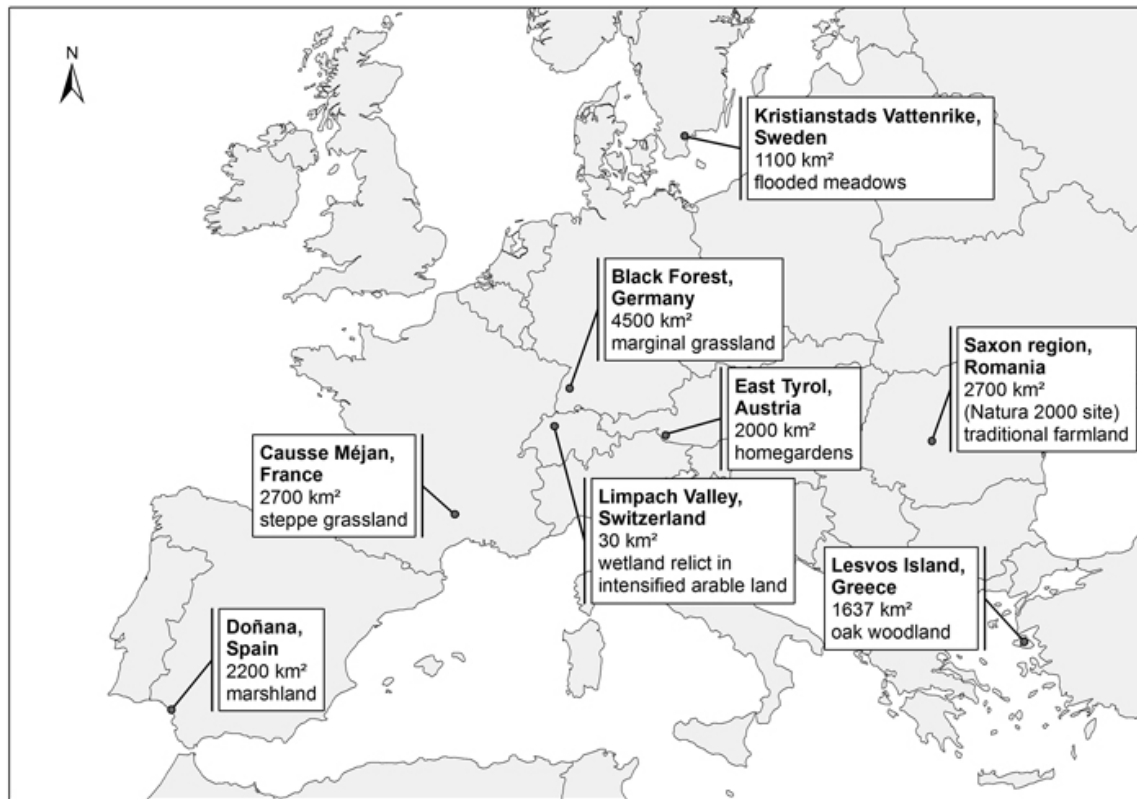 N
Kristianstads Vattenrike,
Sweden
1100 km²
flooded meadows
Black Forest,
Germany
4500 km²
marginal grassland
Saxon region,
Romania
2700 km²
(Natura 2000 site)
traditional farmland
East Tyrol,
Austria
2000 km²
homegardens
Causse Méjan,
France
2700 km²
steppe grassland
Limpach Valley,
Switzerland
30 km²
wetland relict in
intensified arable land
Lesvos Island,
Greece
1637 km²
oak woodland
Doñana,
Spain
2200 km²
marshland